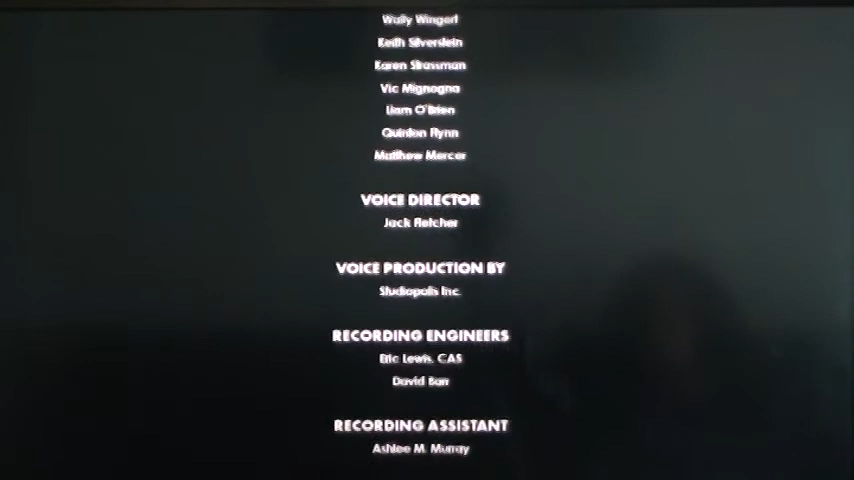 Wally Wingert
Keith Silverstein
Karen Strassman
Vic Mignogna
Liam O'Brien
Quinton Flynn
Matthew Mercer
VOICE DIRECTOR
Jack Fletcher
VOICE PRODUCTION BY
Studiopolis Inc.
RECORDING ENGINEERS
Eric Lewis, CAS
David Barr
RECORDING ASSISTANT
Ashlee M. Murray